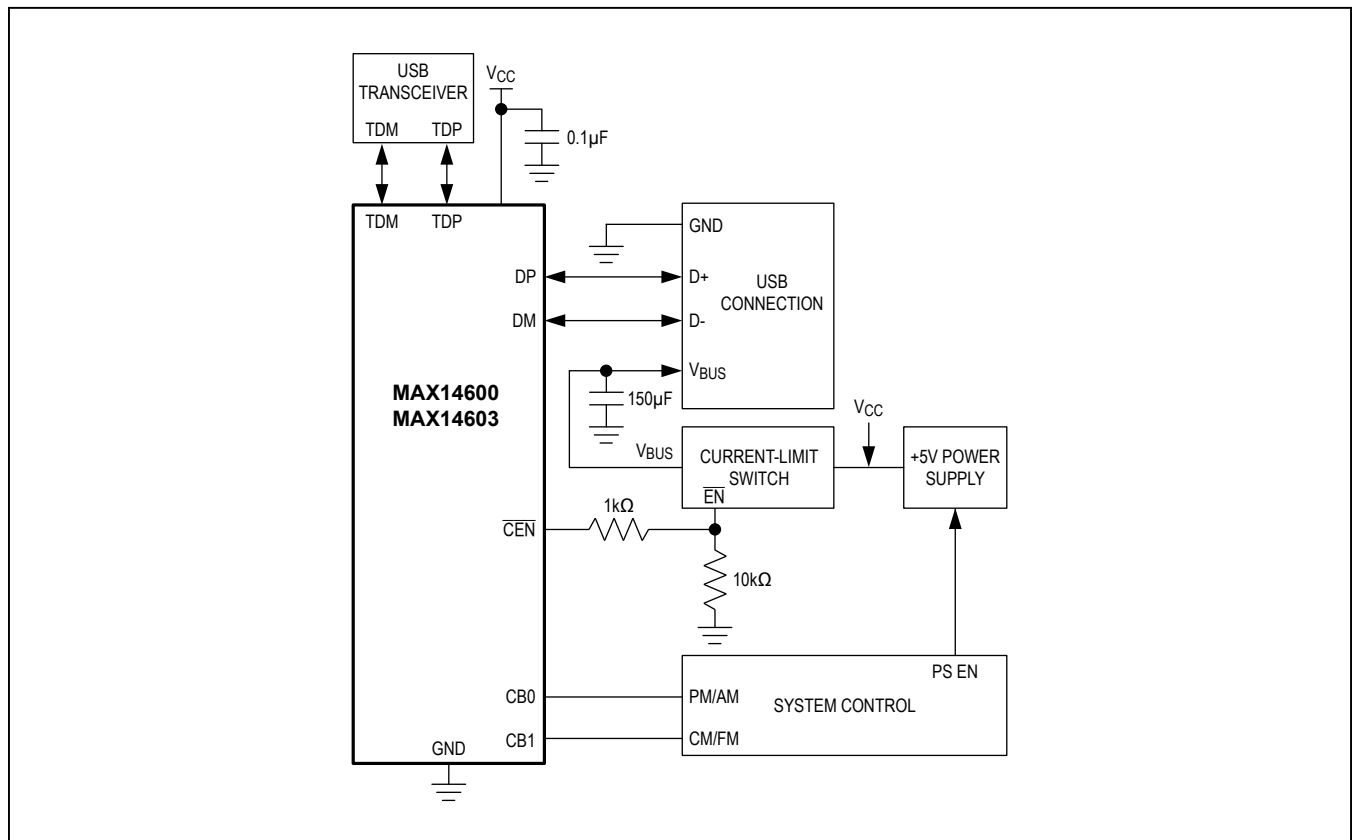 USB
TRANSCEIVER
TDM TDP
VCC
0.1µF
TDM TDP
DP
DM
MAX14600
MAX14603
CEN
CB0
CB1
GND
GND
D+
USB
CONNECTION
D-
VBUS
150µF
VBUS
CURRENT-LIMIT
SWITCH
EN
VCC
+5V POWER
SUPPLY
1kΩ
10kΩ
PS EN
PM/AM
SYSTEM CONTROL
CM/FM